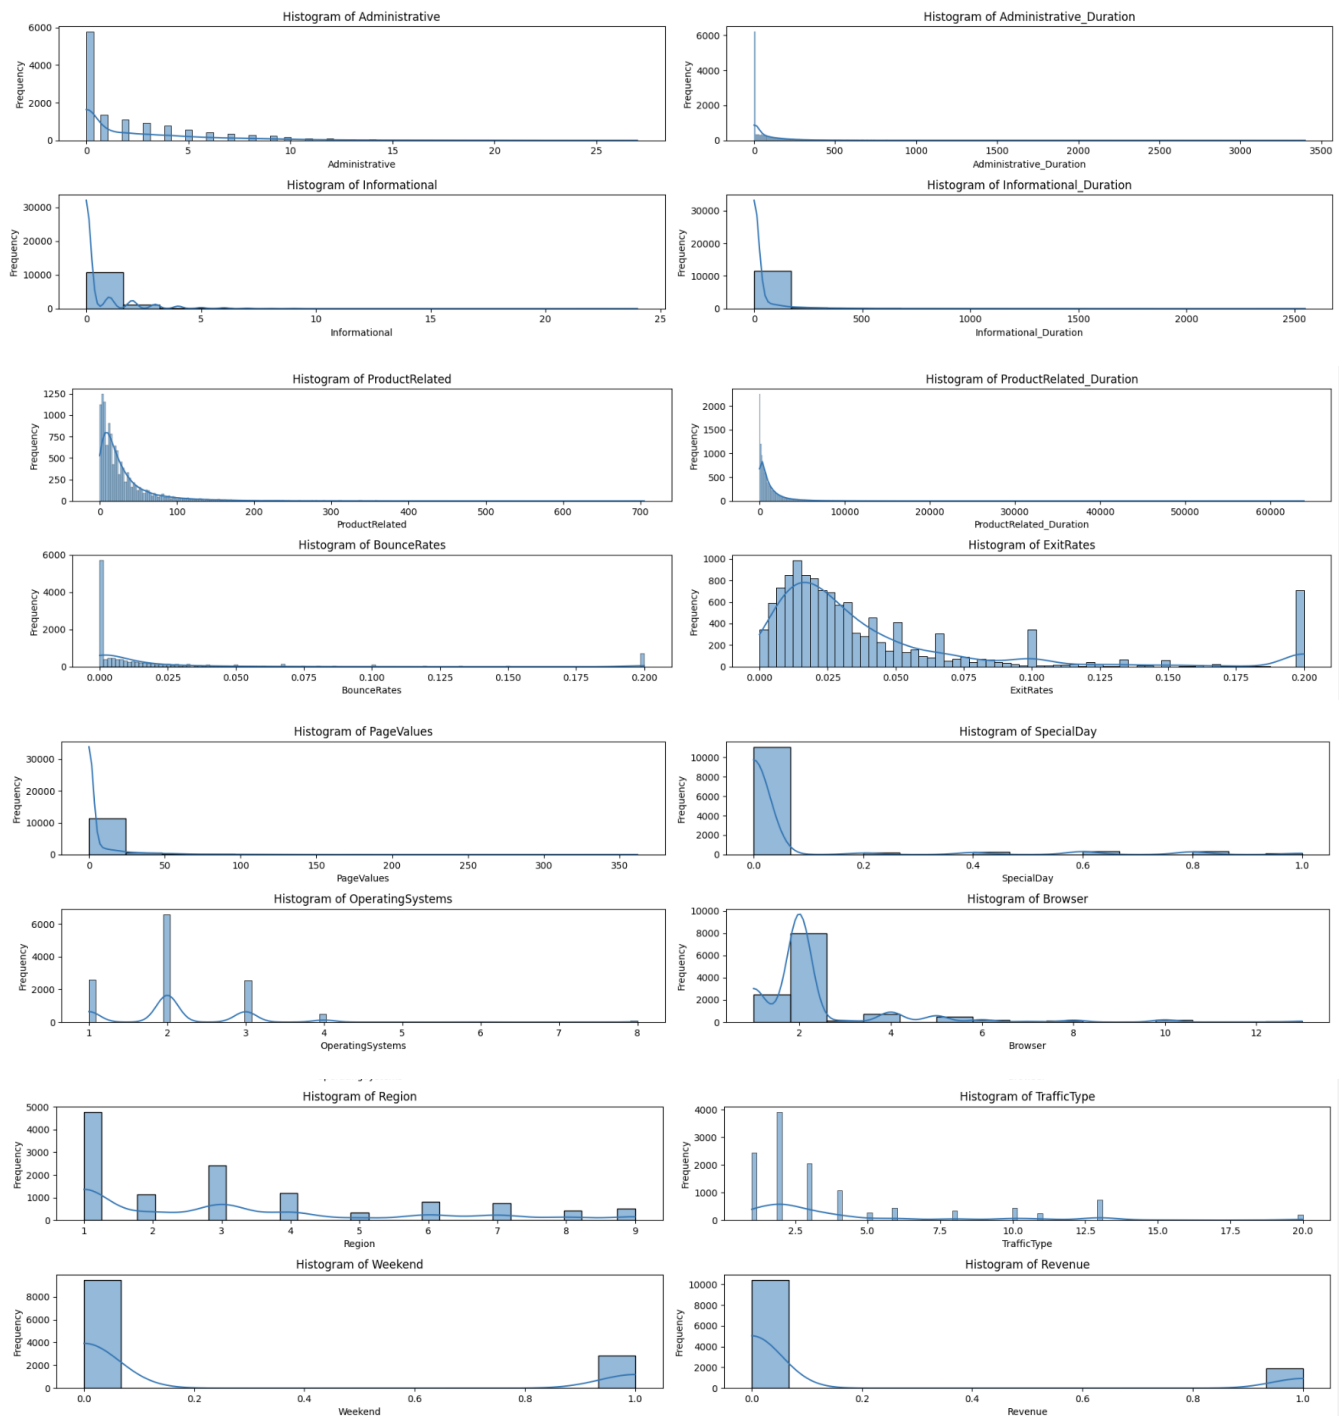 Histogram of Administrative
Frequency
6000
4000
2000
0
0 5 10 15 20 25
Administrative
Histogram of Administrative_Duration
Frequency
6000
4000
2000
0
0 500 1000 1500 2000 2500 3000 3500
Administrative_Duration
Histogram of Informational
Frequency
30000
20000
10000
0
0 5 10 15 20 25
Informational
Histogram of Informational_Duration
Frequency
30000
20000
10000
0
0 500 1000 1500 2000 2500
Informational_Duration
Histogram of ProductRelated
Frequency
1250
1000
750
500
250
0
0 100 200 300 400 500 600 700
ProductRelated
Histogram of ProductRelated_Duration
Frequency
2000
1500
1000
500
0
0 10000 20000 30000 40000 50000 60000
ProductRelated_Duration
Histogram of BounceRates
Frequency
6000
4000
2000
0
0.000 0.025 0.050 0.075 0.100 0.125 0.150 0.175 0.200
BounceRates
Histogram of ExitRates
Frequency
1000
800
600
400
200
0
0.000 0.025 0.050 0.075 0.100 0.125 0.150 0.175 0.200
ExitRates
Histogram of PageValues
Frequency
30000
20000
10000
0
0 50 100 150 200 250 300 350
PageValues
Histogram of SpecialDay
Frequency
10000
8000
6000
4000
2000
0
0.0 0.2 0.4 0.6 0.8 1.0
SpecialDay
Histogram of OperatingSystems
Frequency
6000
4000
2000
0
1 2 3 4 5 6 7 8
OperatingSystems
Histogram of Browser
Frequency
10000
8000
6000
4000
2000
0
2 4 6 8 10 12
Browser
Histogram of Region
Frequency
5000
4000
3000
2000
1000
0
1 2 3 4 5 6 7 8 9
Region
Histogram of TrafficType
Frequency
4000
3000
2000
1000
0
2.5 5.0 7.5 10.0 12.5 15.0 17.5 20.0
TrafficType
Histogram of Weekend
Frequency
8000
6000
4000
2000
0
0.0 0.2 0.4 0.6 0.8 1.0
Weekend
Histogram of Revenue
Frequency
10000
8000
6000
4000
2000
0
0.0 0.2 0.4 0.6 0.8 1.0
Revenue